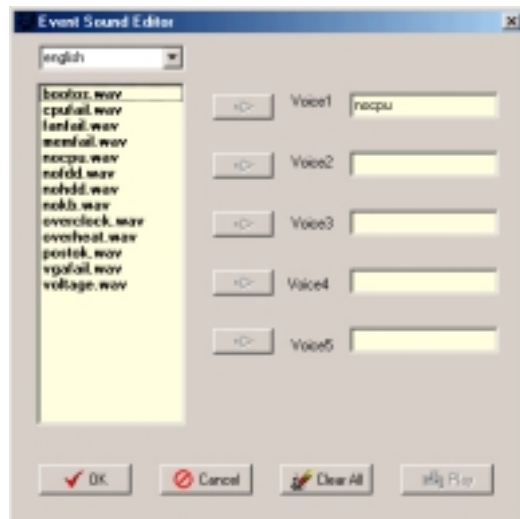 Event Sound Editor
english
bootos.wav
cpufail.wav
fanfail.wav
memfail.wav
nocpu.wav
nofdd.wav
nohdd.wav
nokb.wav
overclock.wav
overheat.wav
postok.wav
vgafail.wav
voltage.wav
Voice1
nocpu
Voice2
Voice3
Voice4
Voice5
OK
Cancel
Clear All
Play